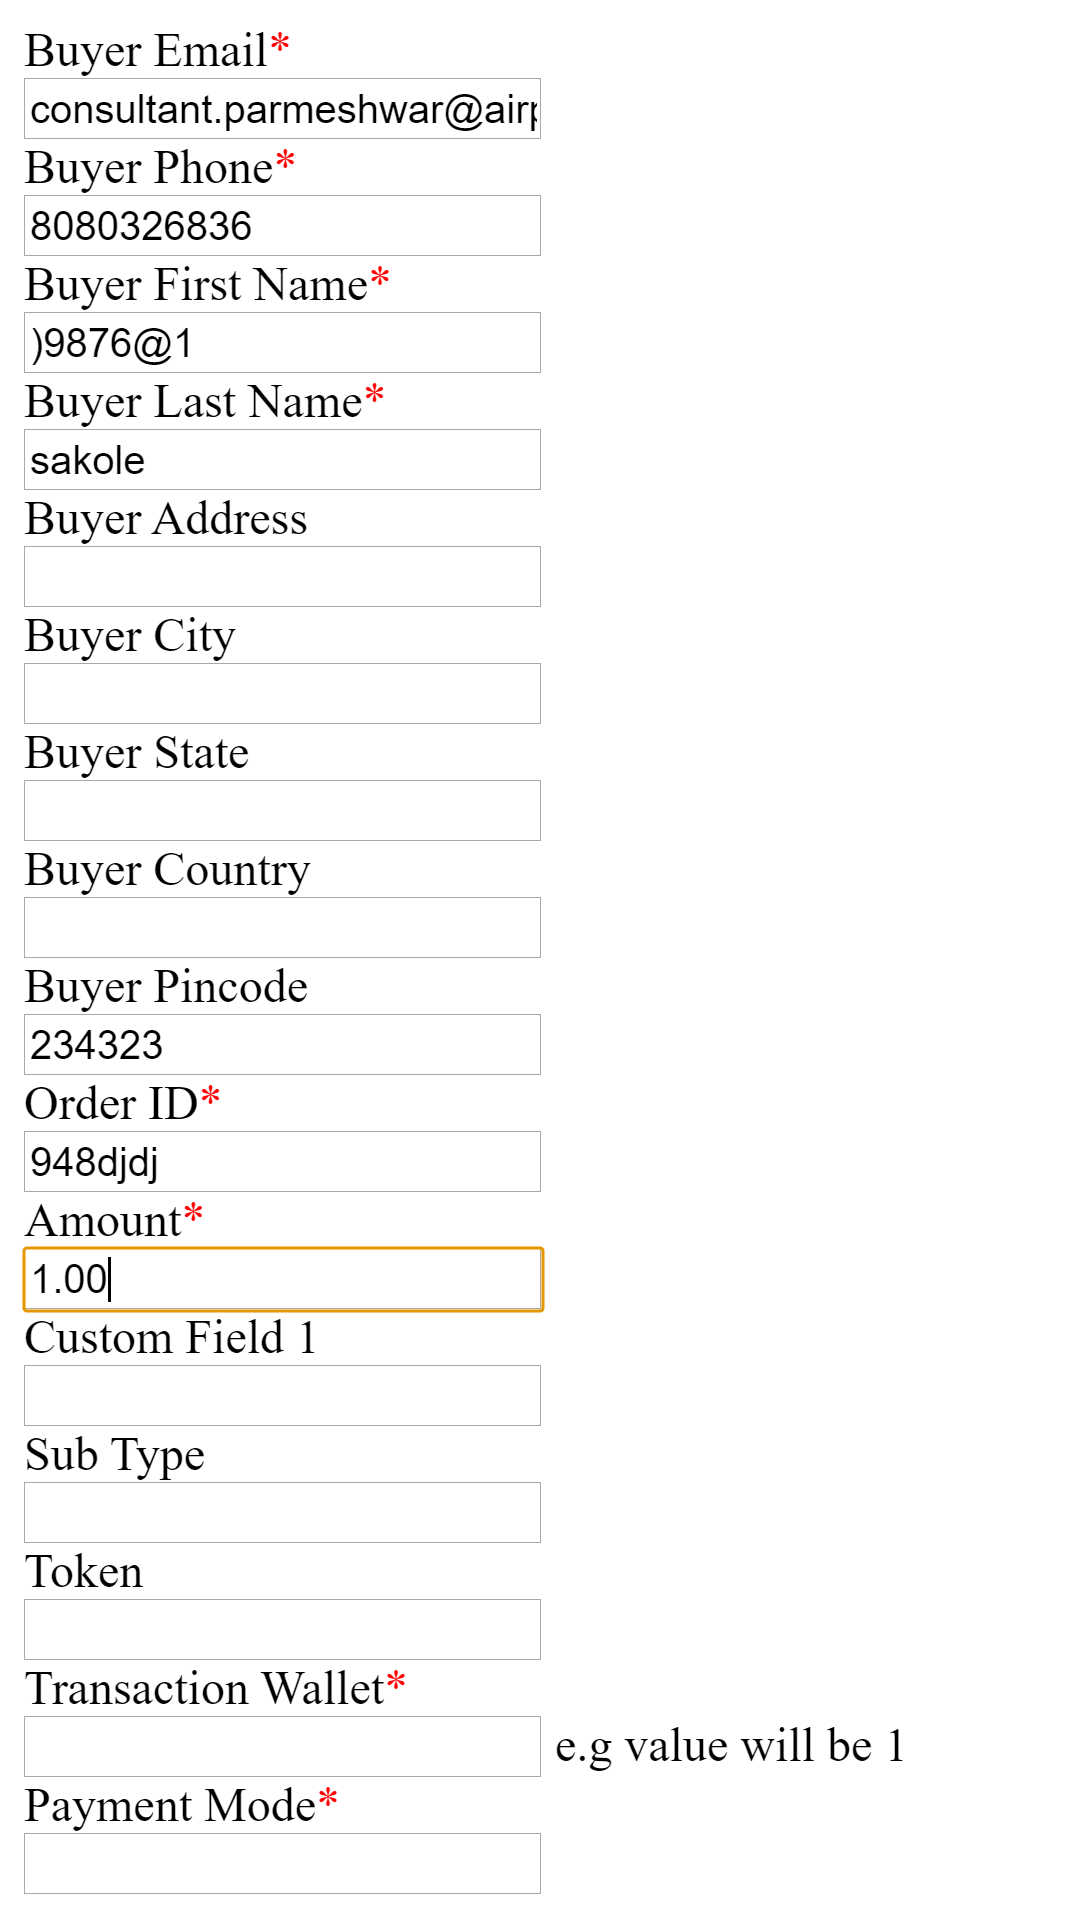 Buyer Email*
consultant.parmeshwar@air
Buyer Phone*
8080326836
Buyer First Name*
)9876@1
Buyer Last Name*
sakole
Buyer Address
Buyer City
Buyer State
Buyer Country
Buyer Pincode
234323
Order ID*
948djdj
Amount*
1.00
Custom Field 1
Sub Type
Token
Transaction Wallet*
e.g value will be 1
Payment Mode*